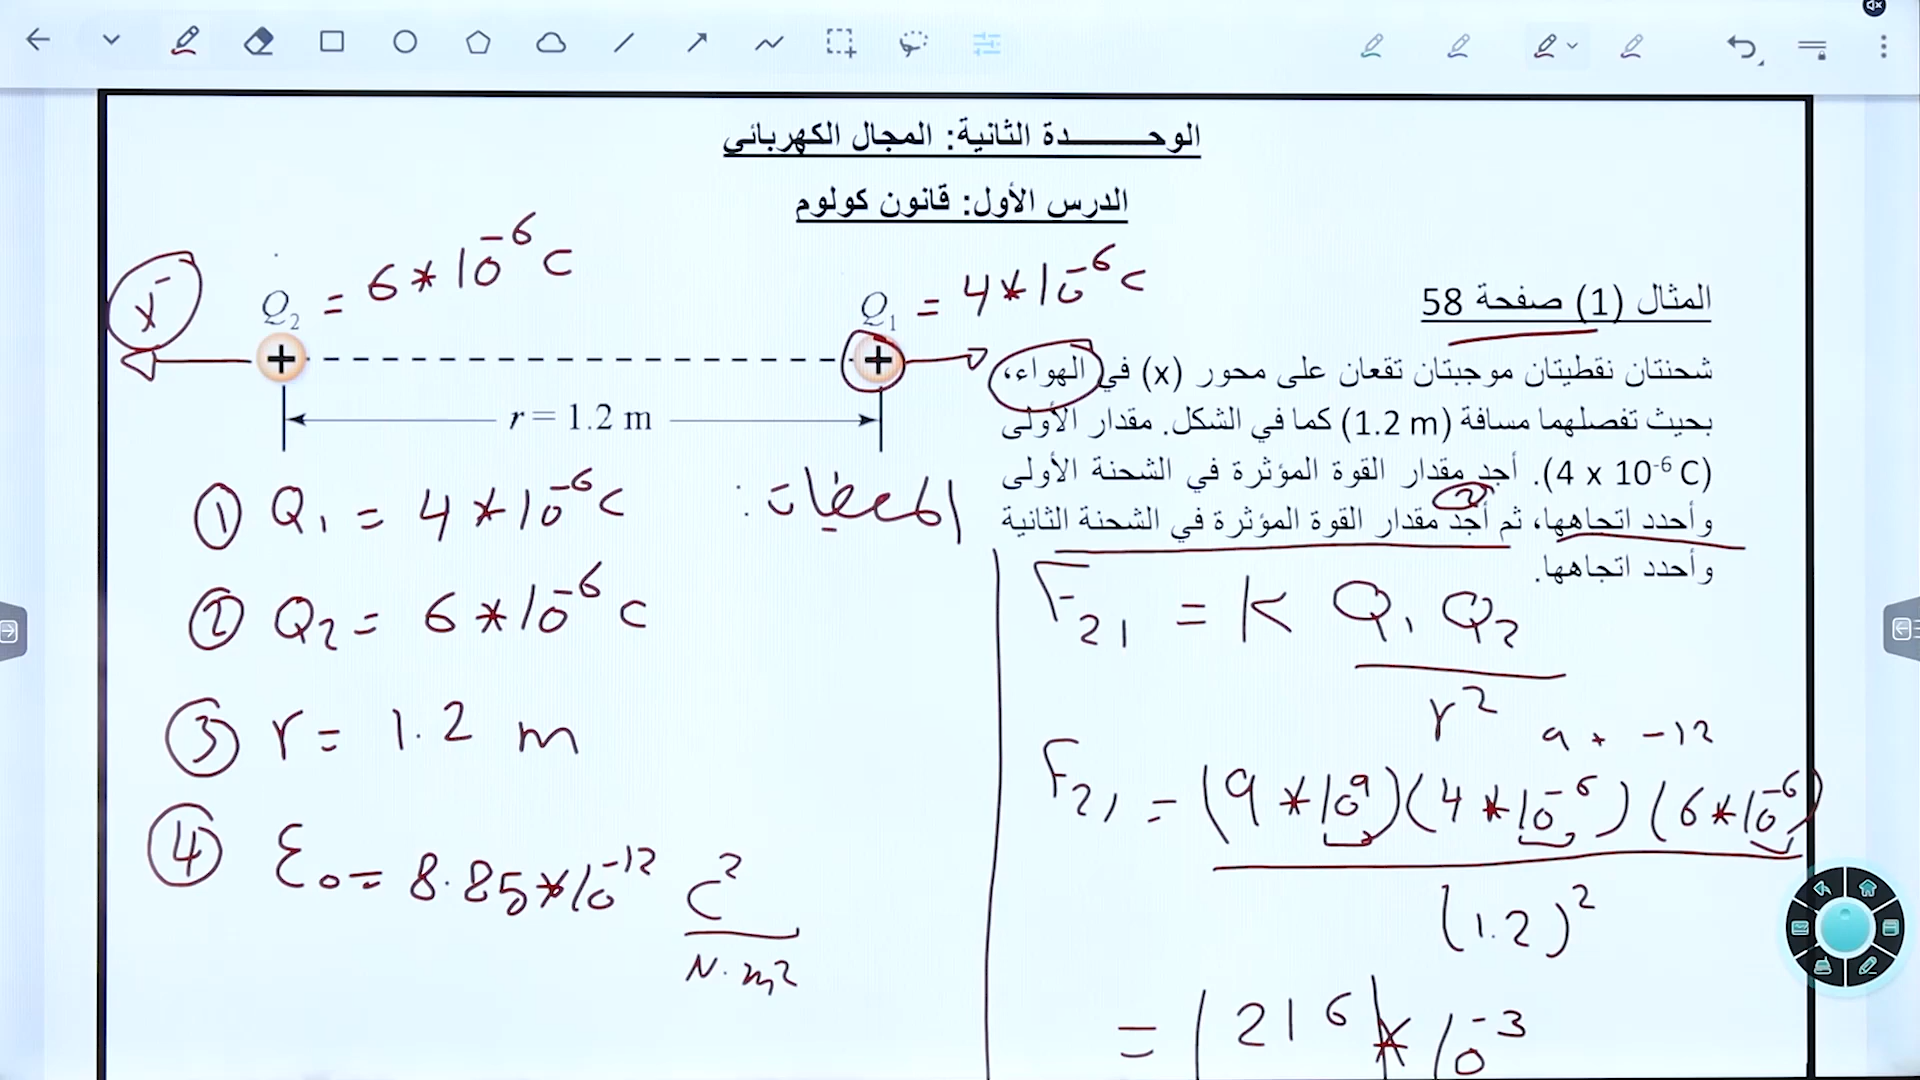 الوحـــــــدة الثانية: المجال الكهربائي
الدرس الأول: قانون كولوم
المثال (1) صفحة 58
شحنتان نقطيتان موجبتان تقعان على محور (x) في الهواء،
بحيث تفصلهما مسافة (1.2 m) كما في الشكل. مقدار الأولى
(4 x 10⁻⁶ C). أجد مقدار القوة المؤثرة في الشحنة الأولى
وأحدد اتجاهها، ثم أجد مقدار القوة المؤثرة في الشحنة الثانية
وأحدد اتجاهها.
x⁻
Q₂ = 6*10⁻⁶ C
Q₁ = 4*10⁻⁶ C
+ +
r = 1.2 m
المعطيات:
① Q₁ = 4*10⁻⁶ C
② Q₂ = 6*10⁻⁶ C
③ r = 1.2 m
④ ε₀ = 8.85*10⁻¹² C²
N.m²
2
F₂₁ = K Q₁ Q₂
r²
9 + -12
F₂₁ = (9*10⁹)(4*10⁻⁶)(6*10⁻⁶)
(1.2)²
= (216)*10⁻³